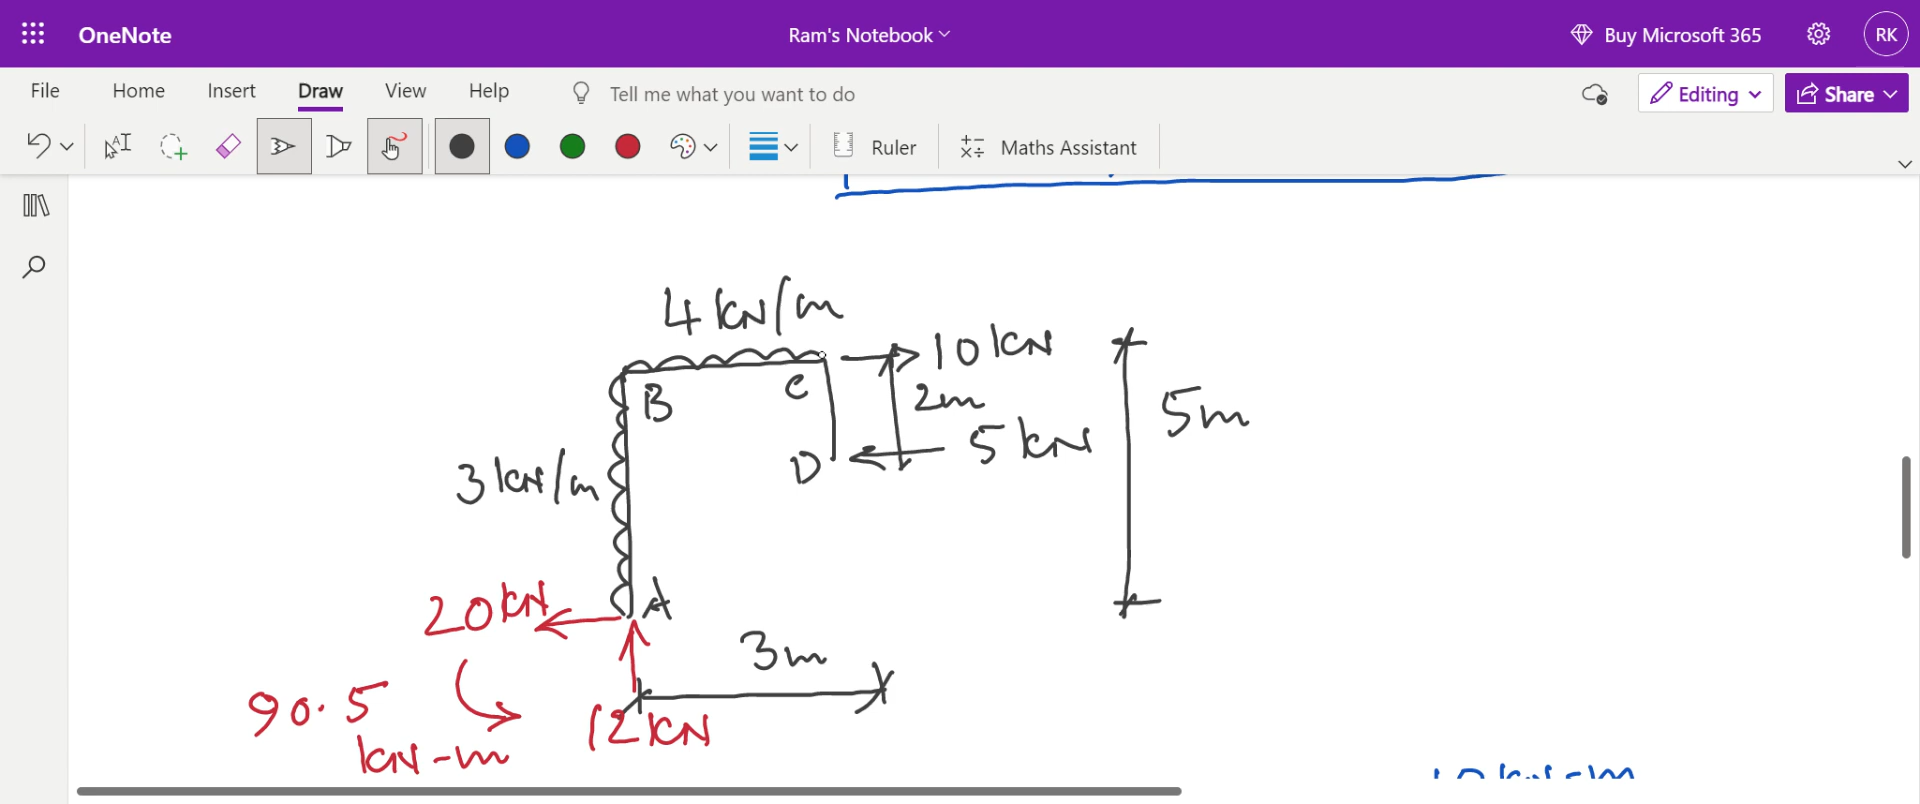 OneNote
Ram's Notebook
Buy Microsoft 365
RK
File Home Insert Draw View Help
Tell me what you want to do
Editing
Share
Ruler
Maths Assistant
4 kN/m
10 kN
B
C
2m
5m
5 kN
D
3 kN/m
20 kN
A
3m
90.5
kN-m
12 kN